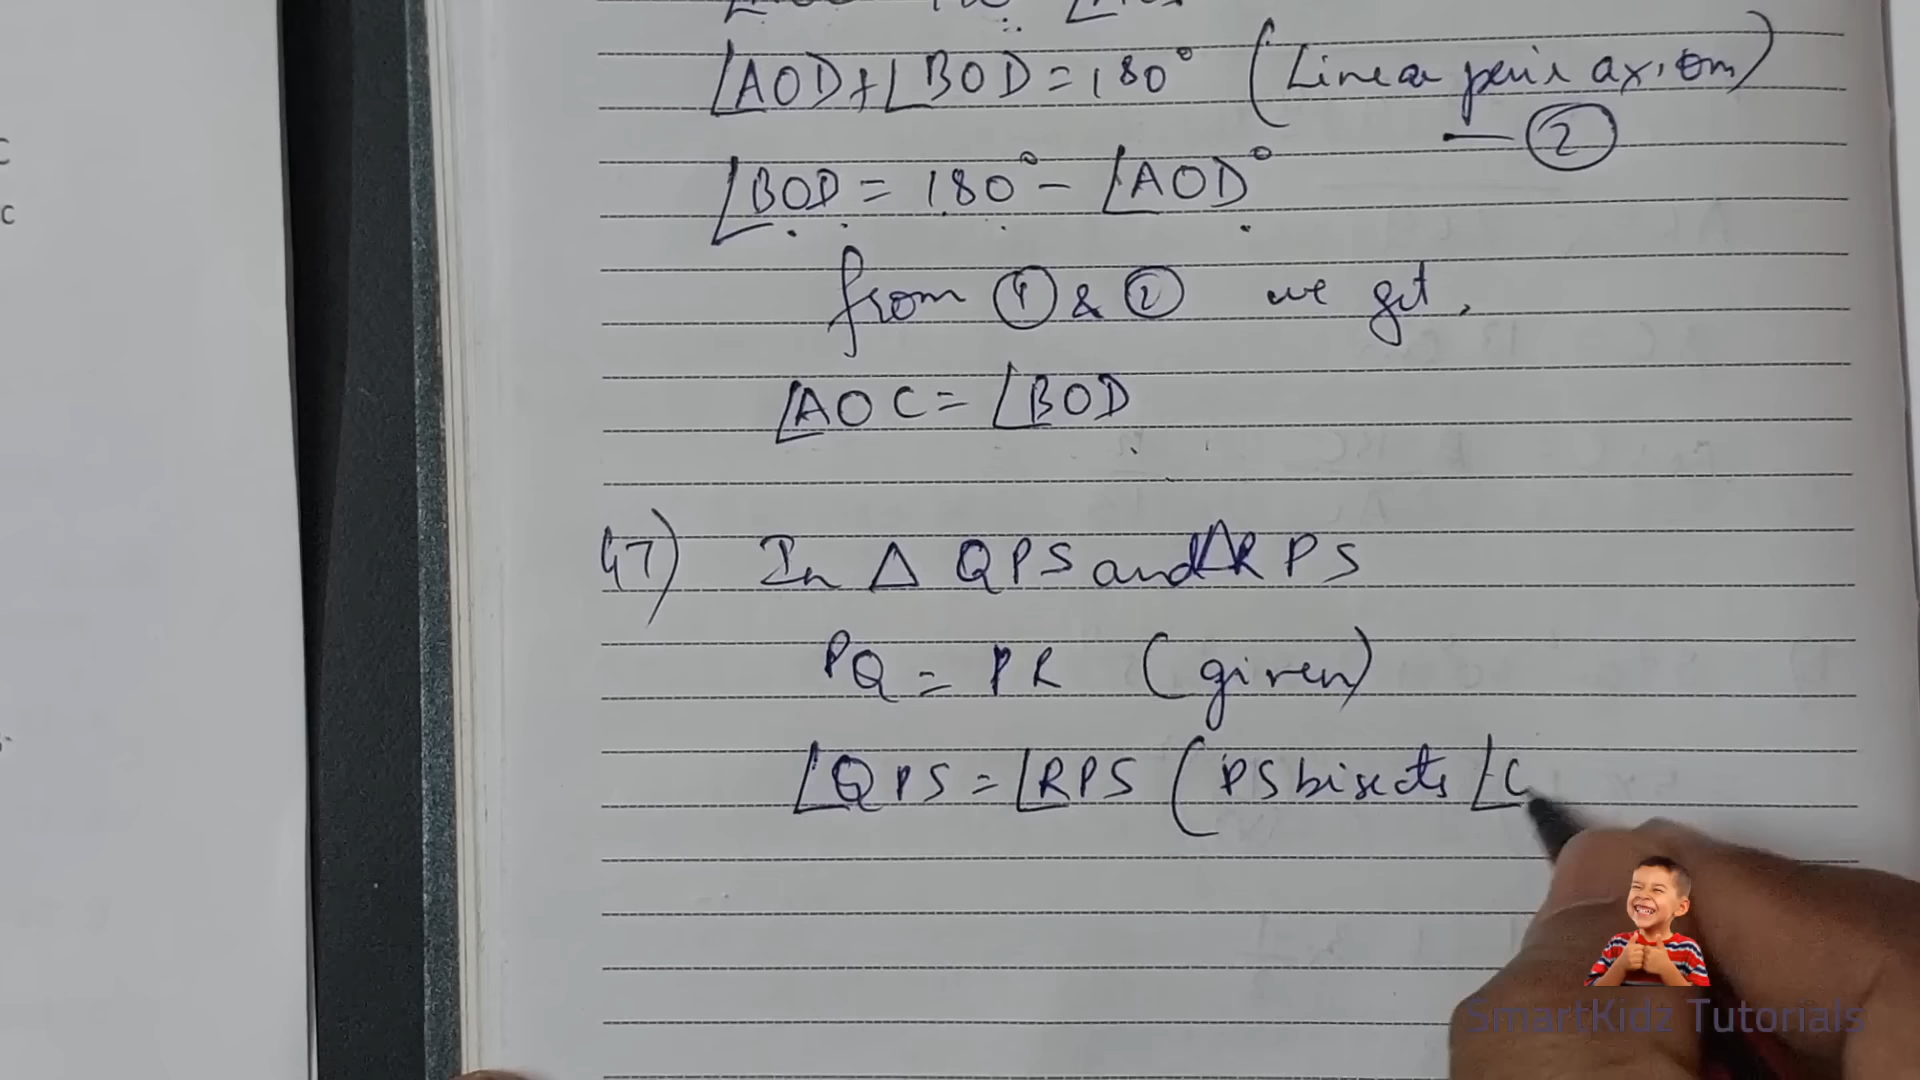 ∠AOD+∠BOD=180° (Linear pair axiom)
— ②
∠BOD = 180° - ∠AOD°
from ① & ② we get,
∠AOC = ∠BOD
47) In Δ QPS and ΔRPS
PQ = PR (given)
∠QPS = ∠RPS (PS bisects ∠
SmartKidz Tutorials